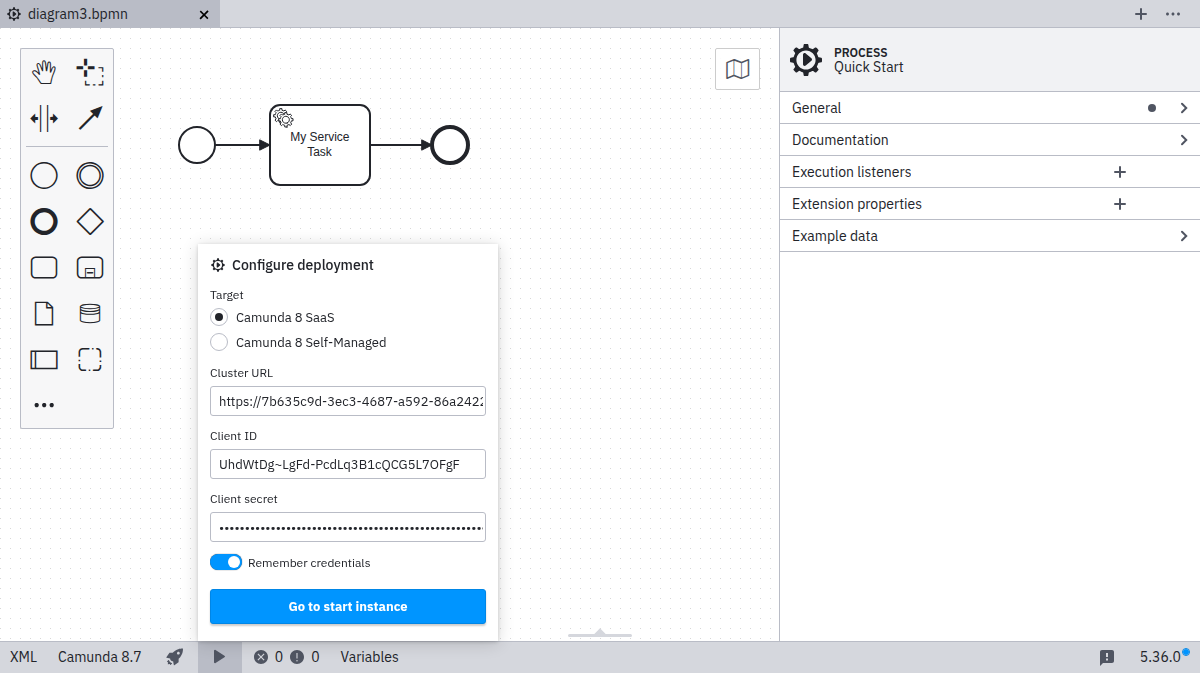 diagram3.bpmn
My Service
Task
PROCESS
Quick Start
General
Documentation
Execution listeners
Extension properties
Example data
Configure deployment
Target
Camunda 8 SaaS
Camunda 8 Self-Managed
Cluster URL
https://7b635c9d-3ec3-4687-a592-86a2422
Client ID
UhdWtDg~LgFd-PcdLq3B1cQCG5L7OFgF
Client secret
Remember credentials
Go to start instance
XML Camunda 8.7 0 0 Variables 5.36.0